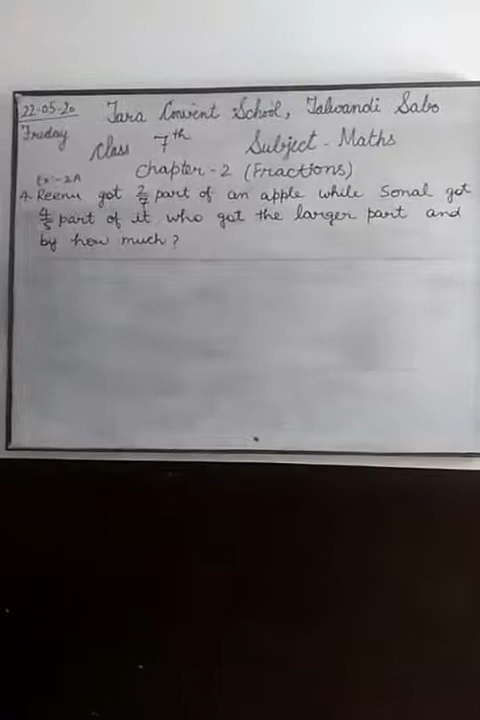 22-05-20
Tara Convent School, Talwandi Sabo
Friday
Class 7th Subject - Maths
Chapter - 2 (Fractions)
Ex:-2A
4. Reenu got 2/7 part of an apple while Sonal got
4/5 part of it who got the larger part and
by how much?